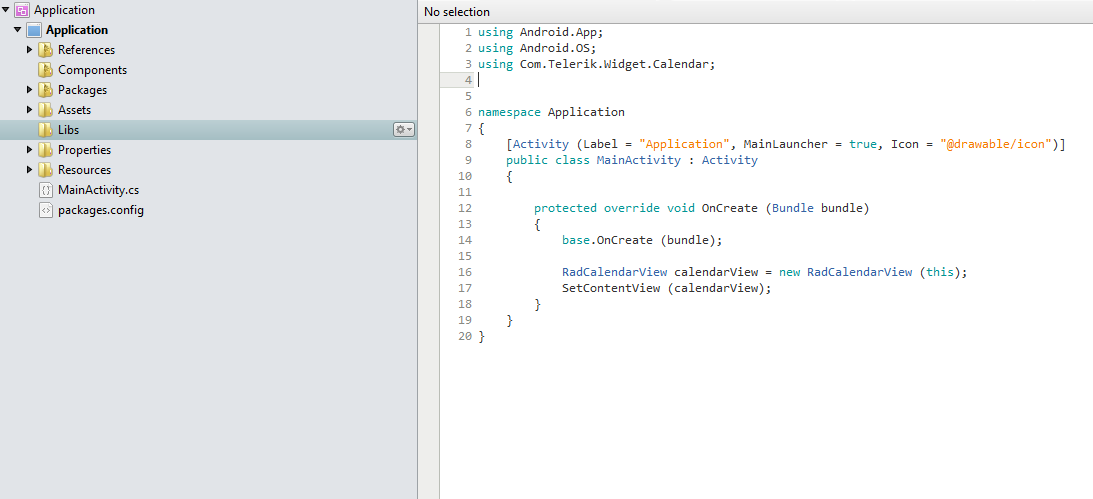 Application
Application
References
Components
Packages
Assets
Libs
Properties
Resources
MainActivity.cs
packages.config
No selection
1 using Android.App;
2 using Android.OS;
3 using Com.Telerik.Widget.Calendar;
4
5
6 namespace Application
7 {
8     [Activity (Label = "Application", MainLauncher = true, Icon = "@drawable/icon")]
9     public class MainActivity : Activity
10     {
11
12         protected override void OnCreate (Bundle bundle)
13         {
14             base.OnCreate (bundle);
15
16             RadCalendarView calendarView = new RadCalendarView (this);
17             SetContentView (calendarView);
18         }
19     }
20 }